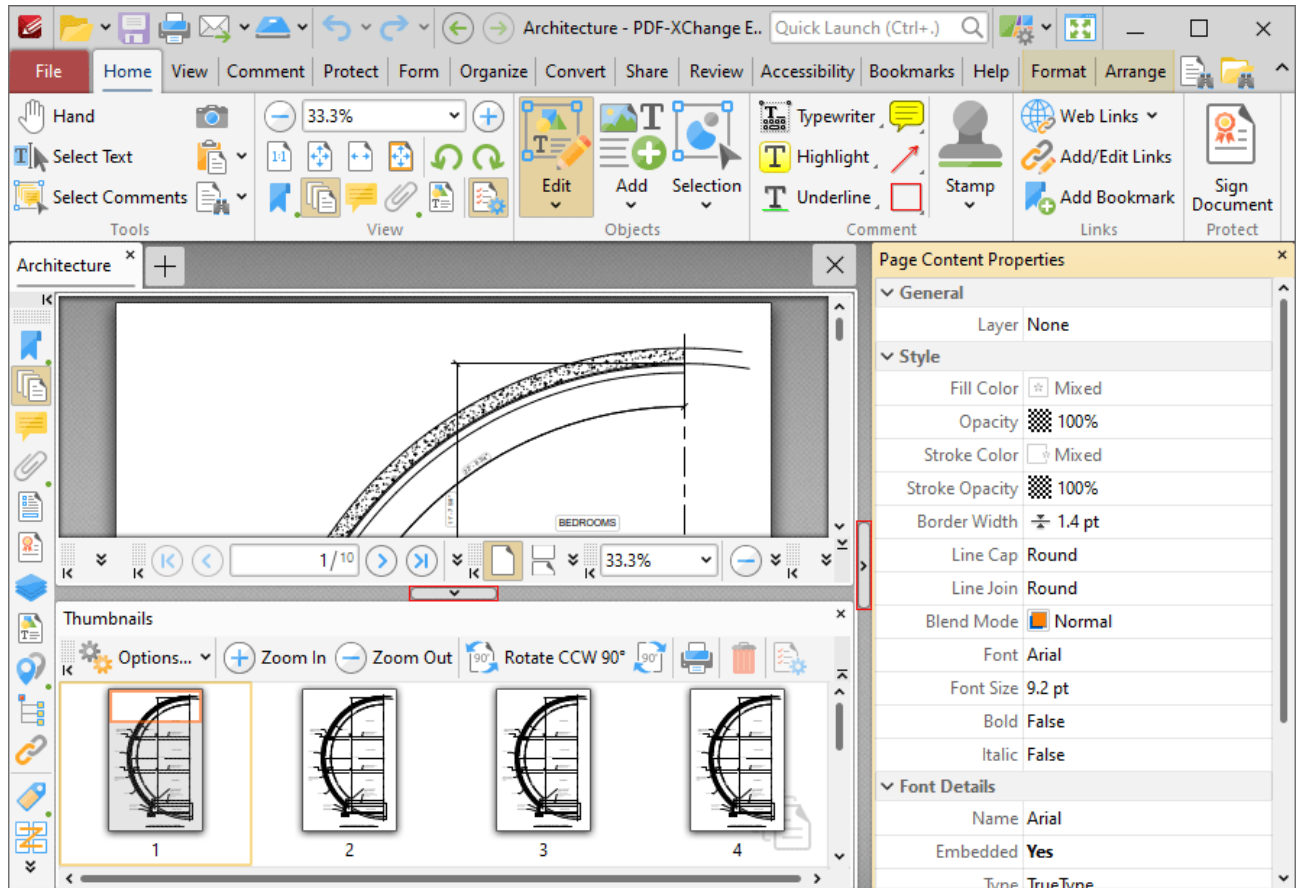 Architecture - PDF-XChange E.. Quick Launch (Ctrl+.)
File Home View Comment Protect Form Organize Convert Share Review Accessibility Bookmarks Help Format Arrange
Hand
Select Text
Select Comments
Tools
33.3%
1:1
View
Edit
Add
Selection
Objects
Typewriter
Highlight
Underline
Stamp
Comment
Web Links
Add/Edit Links
Add Bookmark
Links
Sign
Document
Protect
Architecture
BEDROOMS
1 / 10
33.3%
Thumbnails
Options... Zoom In Zoom Out Rotate CCW 90°
1 2 3 4
Page Content Properties
General
Layer None
Style
Fill Color Mixed
Opacity 100%
Stroke Color Mixed
Stroke Opacity 100%
Border Width 1.4 pt
Line Cap Round
Line Join Round
Blend Mode Normal
Font Arial
Font Size 9.2 pt
Bold False
Italic False
Font Details
Name Arial
Embedded Yes
Type TrueType